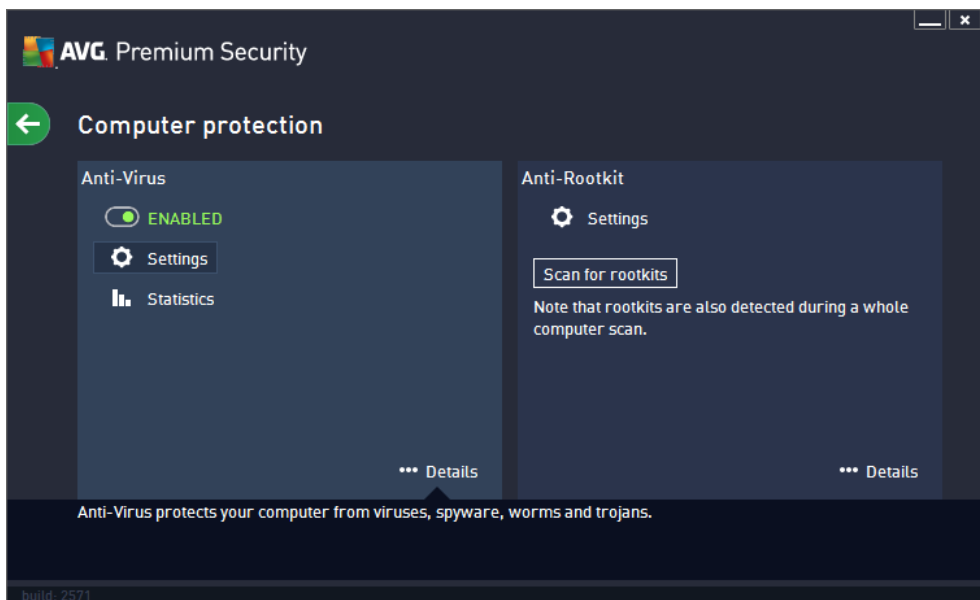 AVG. Premium Security
Computer protection
Anti-Virus
ENABLED
Settings
Statistics
••• Details
Anti-Rootkit
Settings
Scan for rootkits
Note that rootkits are also detected during a whole
computer scan.
••• Details
Anti-Virus protects your computer from viruses, spyware, worms and trojans.
build: 2571